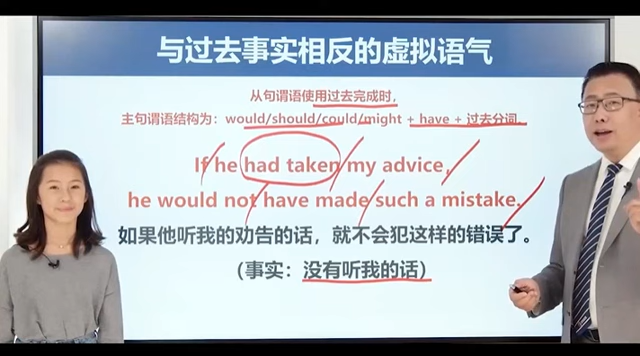 与过去事实相反的虚拟语气
从句谓语使用过去完成时,
主句谓语结构为：would/should/could/might + have + 过去分词.
If he had taken my advice,
he would not have made such a mistake.
如果他听我的劝告的话，就不会犯这样的错误了。
（事实：没有听我的话）